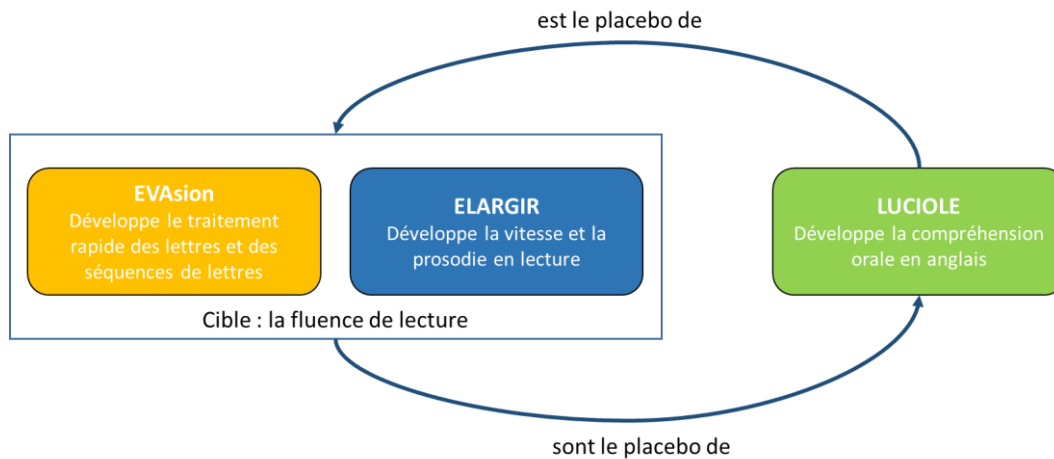 est le placebo de
EVAsion
Développe le traitement
rapide des lettres et des
séquences de lettres
ELARGIR
Développe la vitesse et la
prosodie en lecture
LUCIOLE
Développe la compréhension
orale en anglais
Cible : la fluence de lecture
sont le placebo de